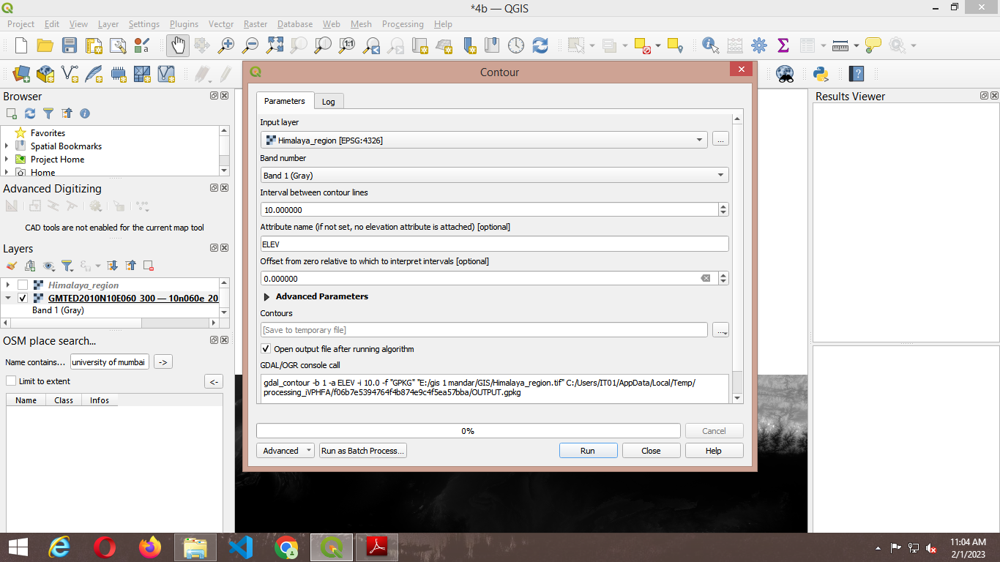 *4b — QGIS
Project Edit View Layer Settings Plugins Vector Raster Database Web Mesh Processing Help
Contour
Parameters
Log
Input layer
Himalaya_region [EPSG:4326]
...
Band number
Band 1 (Gray)
Interval between contour lines
10.000000
Attribute name (if not set, no elevation attribute is attached) [optional]
ELEV
Offset from zero relative to which to interpret intervals [optional]
0.000000
Advanced Parameters
Contours
[Save to temporary file]
...
Open output file after running algorithm
GDAL/OGR console call
gdal_contour -b 1 -a ELEV -i 10.0 -f "GPKG" "E:/gis 1 mandar/GIS/Himalaya_region.tif" C:/Users/IT01/AppData/Local/Temp/
processing_iVPHFA/f06b7e5394764f4b874e9c4f5ea57bba/OUTPUT.gpkg
0%
Cancel
Advanced
Run as Batch Process...
Run
Close
Help
Browser
Favorites
Spatial Bookmarks
Project Home
Home
Advanced Digitizing
CAD tools are not enabled for the current map tool
Layers
Himalaya_region
GMTED2010N10E060_300 — 10n060e_20
Band 1 (Gray)
OSM place search...
Name contains... university of mumbai ->
Limit to extent <-
Name Class Infos
Results Viewer
11:04 AM
2/1/2023